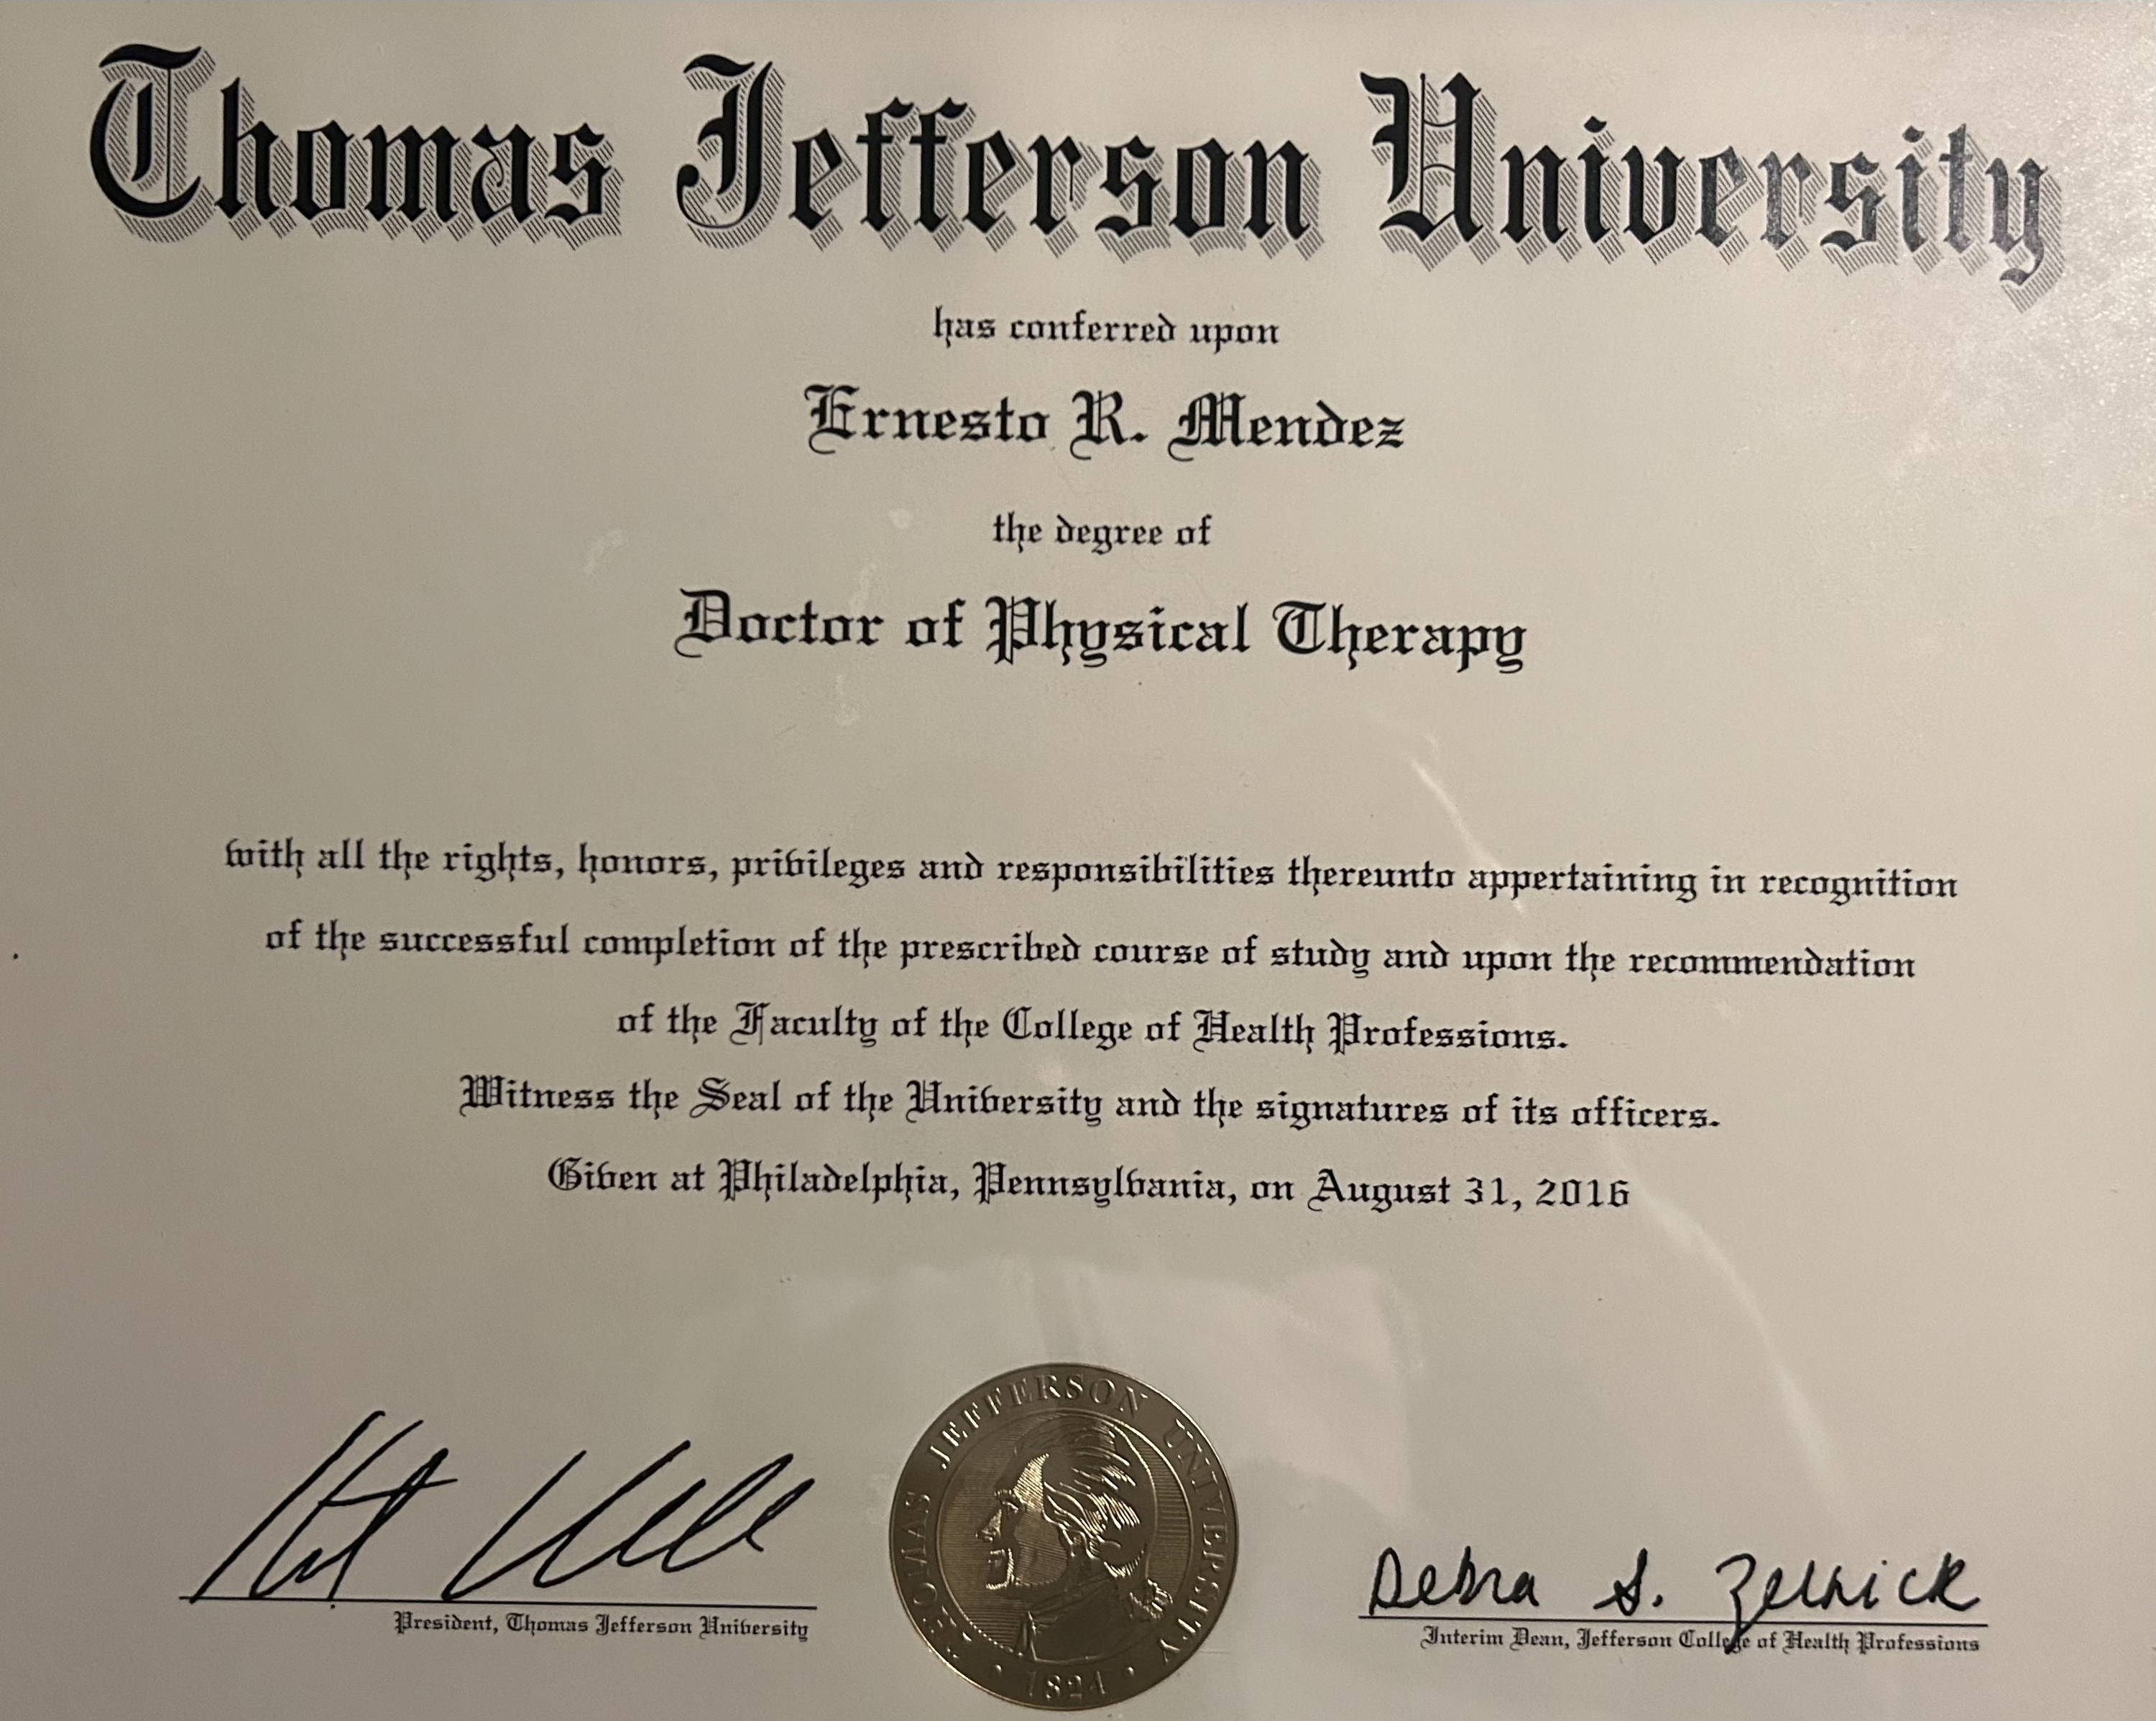 Thomas Jefferson University
has conferred upon
Ernesto R. Mendez
the degree of
Doctor of Physical Therapy
with all the rights, honors, privileges and responsibilities thereunto appertaining in recognition
of the successful completion of the prescribed course of study and upon the recommendation
of the Faculty of the College of Health Professions.
Witness the Seal of the University and the signatures of its officers.
Given at Philadelphia, Pennsylvania, on August 31, 2016
THOMAS JEFFERSON UNIVERSITY
• 1824 •
President, Thomas Jefferson University
Debra S. Zelnick
Interim Dean, Jefferson College of Health Professions